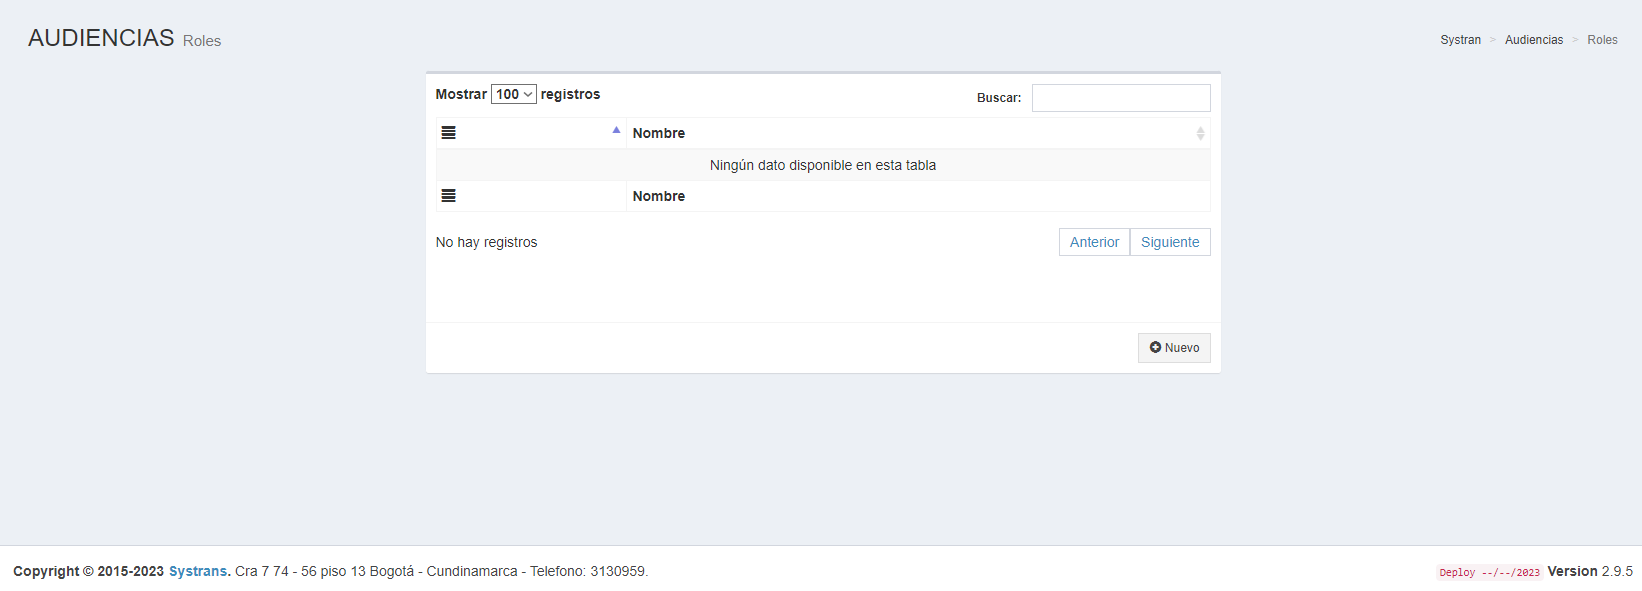 AUDIENCIAS Roles
Systran > Audiencias > Roles
Mostrar 100 registros
Buscar:
Nombre
Ningún dato disponible en esta tabla
Nombre
No hay registros
Anterior Siguiente
Nuevo
Copyright © 2015-2023 Systrans. Cra 7 74 - 56 piso 13 Bogotá - Cundinamarca - Telefono: 3130959.
Deploy --/--/2023 Version 2.9.5